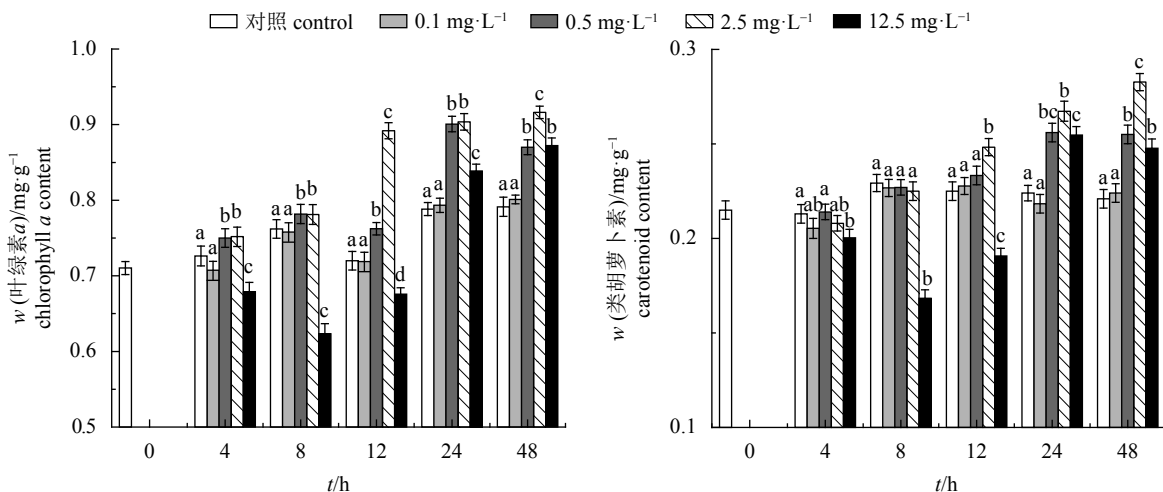 对照 control 0.1 mg·L⁻¹ 0.5 mg·L⁻¹ 2.5 mg·L⁻¹ 12.5 mg·L⁻¹
w (叶绿素a)/mg·g⁻¹
chlorophyll a content
1.0
0.9
0.8
0.7
0.6
0.5
a a b b c
a a b b c
a a b c d
a a b b c
a a b c b
0 4 8 12 24 48
t/h
w (类胡萝卜素)/mg·g⁻¹
carotenoid content
0.3
0.2
0.1
a ab a ab b
a a a a b
a a a b c
a a bc b c
a a b c b
0 4 8 12 24 48
t/h